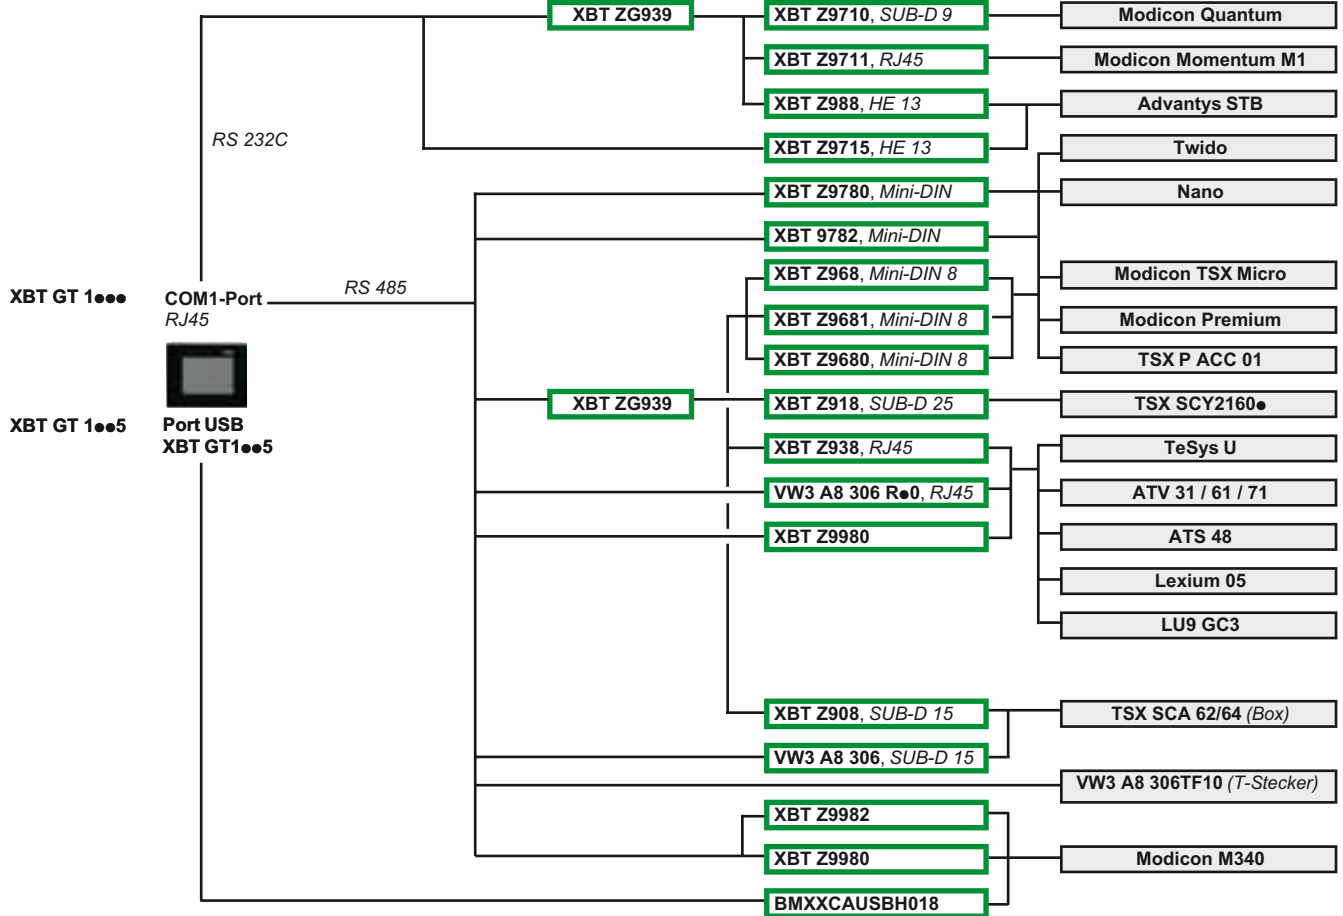 XBT ZG939
XBT Z9710, SUB-D 9
Modicon Quantum
XBT Z9711, RJ45
Modicon Momentum M1
XBT Z988, HE 13
Advantys STB
RS 232C
XBT Z9715, HE 13
Twido
XBT Z9780, Mini-DIN
Nano
XBT 9782, Mini-DIN
XBT Z968, Mini-DIN 8
Modicon TSX Micro
XBT GT 1●●●
COM1-Port
RJ45
RS 485
XBT Z9681, Mini-DIN 8
Modicon Premium
XBT Z9680, Mini-DIN 8
TSX P ACC 01
XBT ZG939
XBT Z918, SUB-D 25
TSX SCY2160●
XBT GT 1●●5
Port USB
XBT GT1●●5
XBT Z938, RJ45
TeSys U
VW3 A8 306 R●0, RJ45
ATV 31 / 61 / 71
XBT Z9980
ATS 48
Lexium 05
LU9 GC3
XBT Z908, SUB-D 15
TSX SCA 62/64 (Box)
VW3 A8 306, SUB-D 15
VW3 A8 306TF10 (T-Stecker)
XBT Z9982
XBT Z9980
Modicon M340
BMXXCAUSBH018